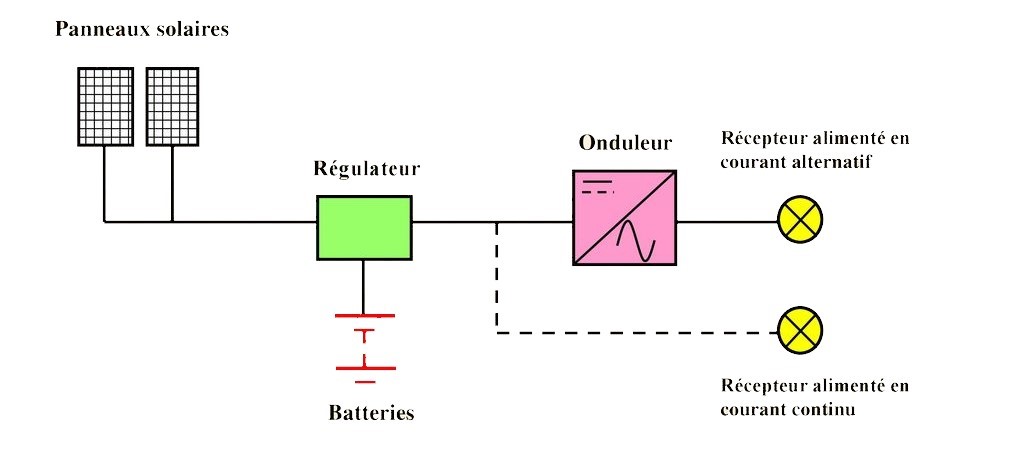 Panneaux solaires
Régulateur
Onduleur
Récepteur alimenté en
courant alternatif
Batteries
Récepteur alimenté en
courant continu